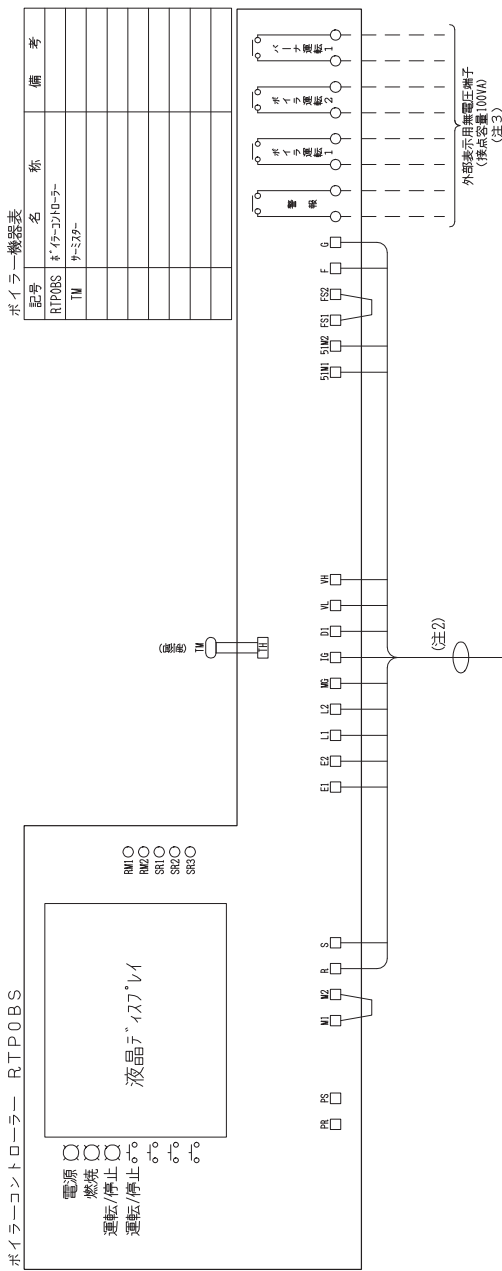 ボイラーコントローラー RTP0BS
電源
燃焼
運転/停止
運転/停止
液晶ディスプレイ
RM1
RM2
SR1
SR2
SR3
TM
TH
ボイラー機器表
記号 名称 備考
RTP0BS ボイラーコントローラー
TM サーミスター
PR PS M1 M2 R S E1 E2 L1 L2 MG IG D1 VL VH 51M1 51M2 FS1 FS2 F G
警報
ボイラ運転1
ボイラ運転2
バーナ運転1
(注2)
外部表示用無電圧端子
(接点容量100VA)
(注3)